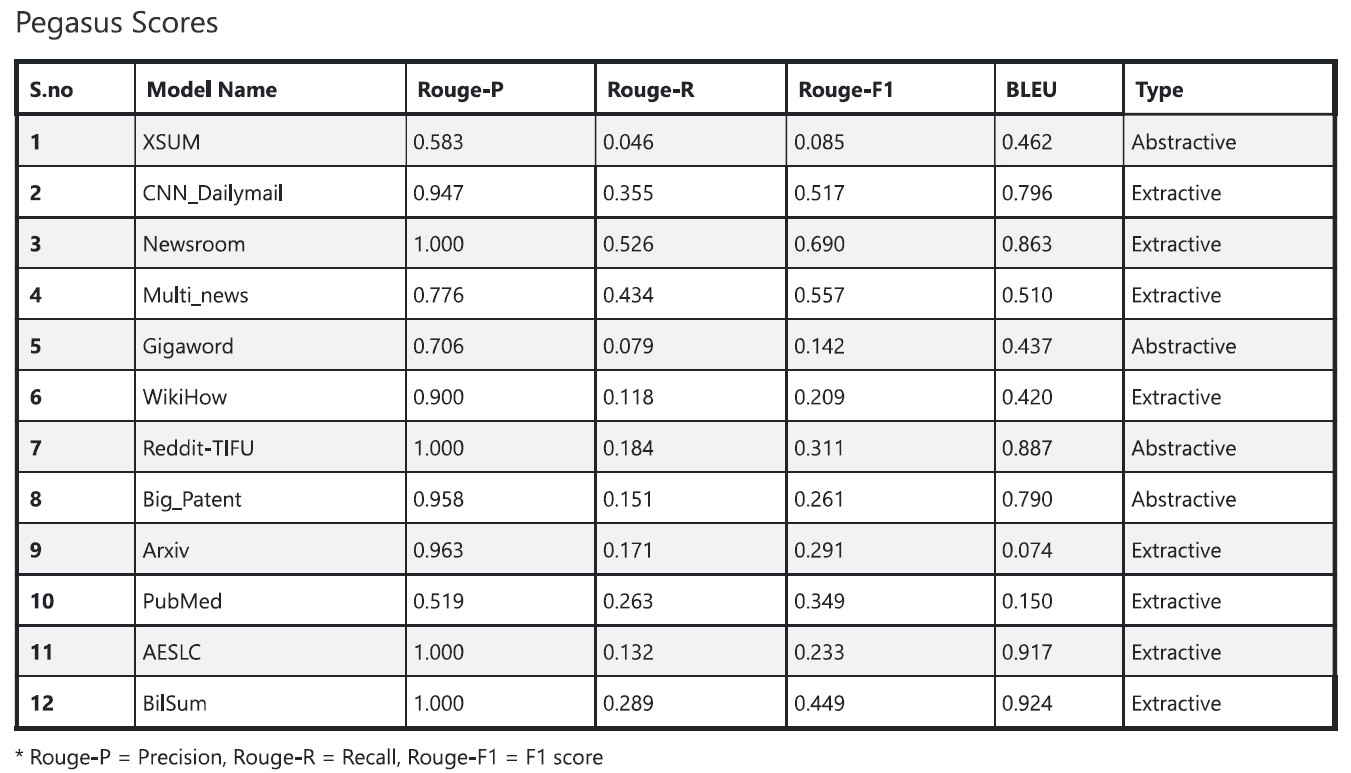 Pegasus Scores
S.no Model Name Rouge-P Rouge-R Rouge-F1 BLEU Type
1 XSUM 0.583 0.046 0.085 0.462 Abstractive
2 CNN_Dailymail 0.947 0.355 0.517 0.796 Extractive
3 Newsroom 1.000 0.526 0.690 0.863 Extractive
4 Multi_news 0.776 0.434 0.557 0.510 Extractive
5 Gigaword 0.706 0.079 0.142 0.437 Abstractive
6 WikiHow 0.900 0.118 0.209 0.420 Extractive
7 Reddit-TIFU 1.000 0.184 0.311 0.887 Abstractive
8 Big_Patent 0.958 0.151 0.261 0.790 Abstractive
9 Arxiv 0.963 0.171 0.291 0.074 Extractive
10 PubMed 0.519 0.263 0.349 0.150 Extractive
11 AESLC 1.000 0.132 0.233 0.917 Extractive
12 BilSum 1.000 0.289 0.449 0.924 Extractive
* Rouge-P = Precision, Rouge-R = Recall, Rouge-F1 = F1 score